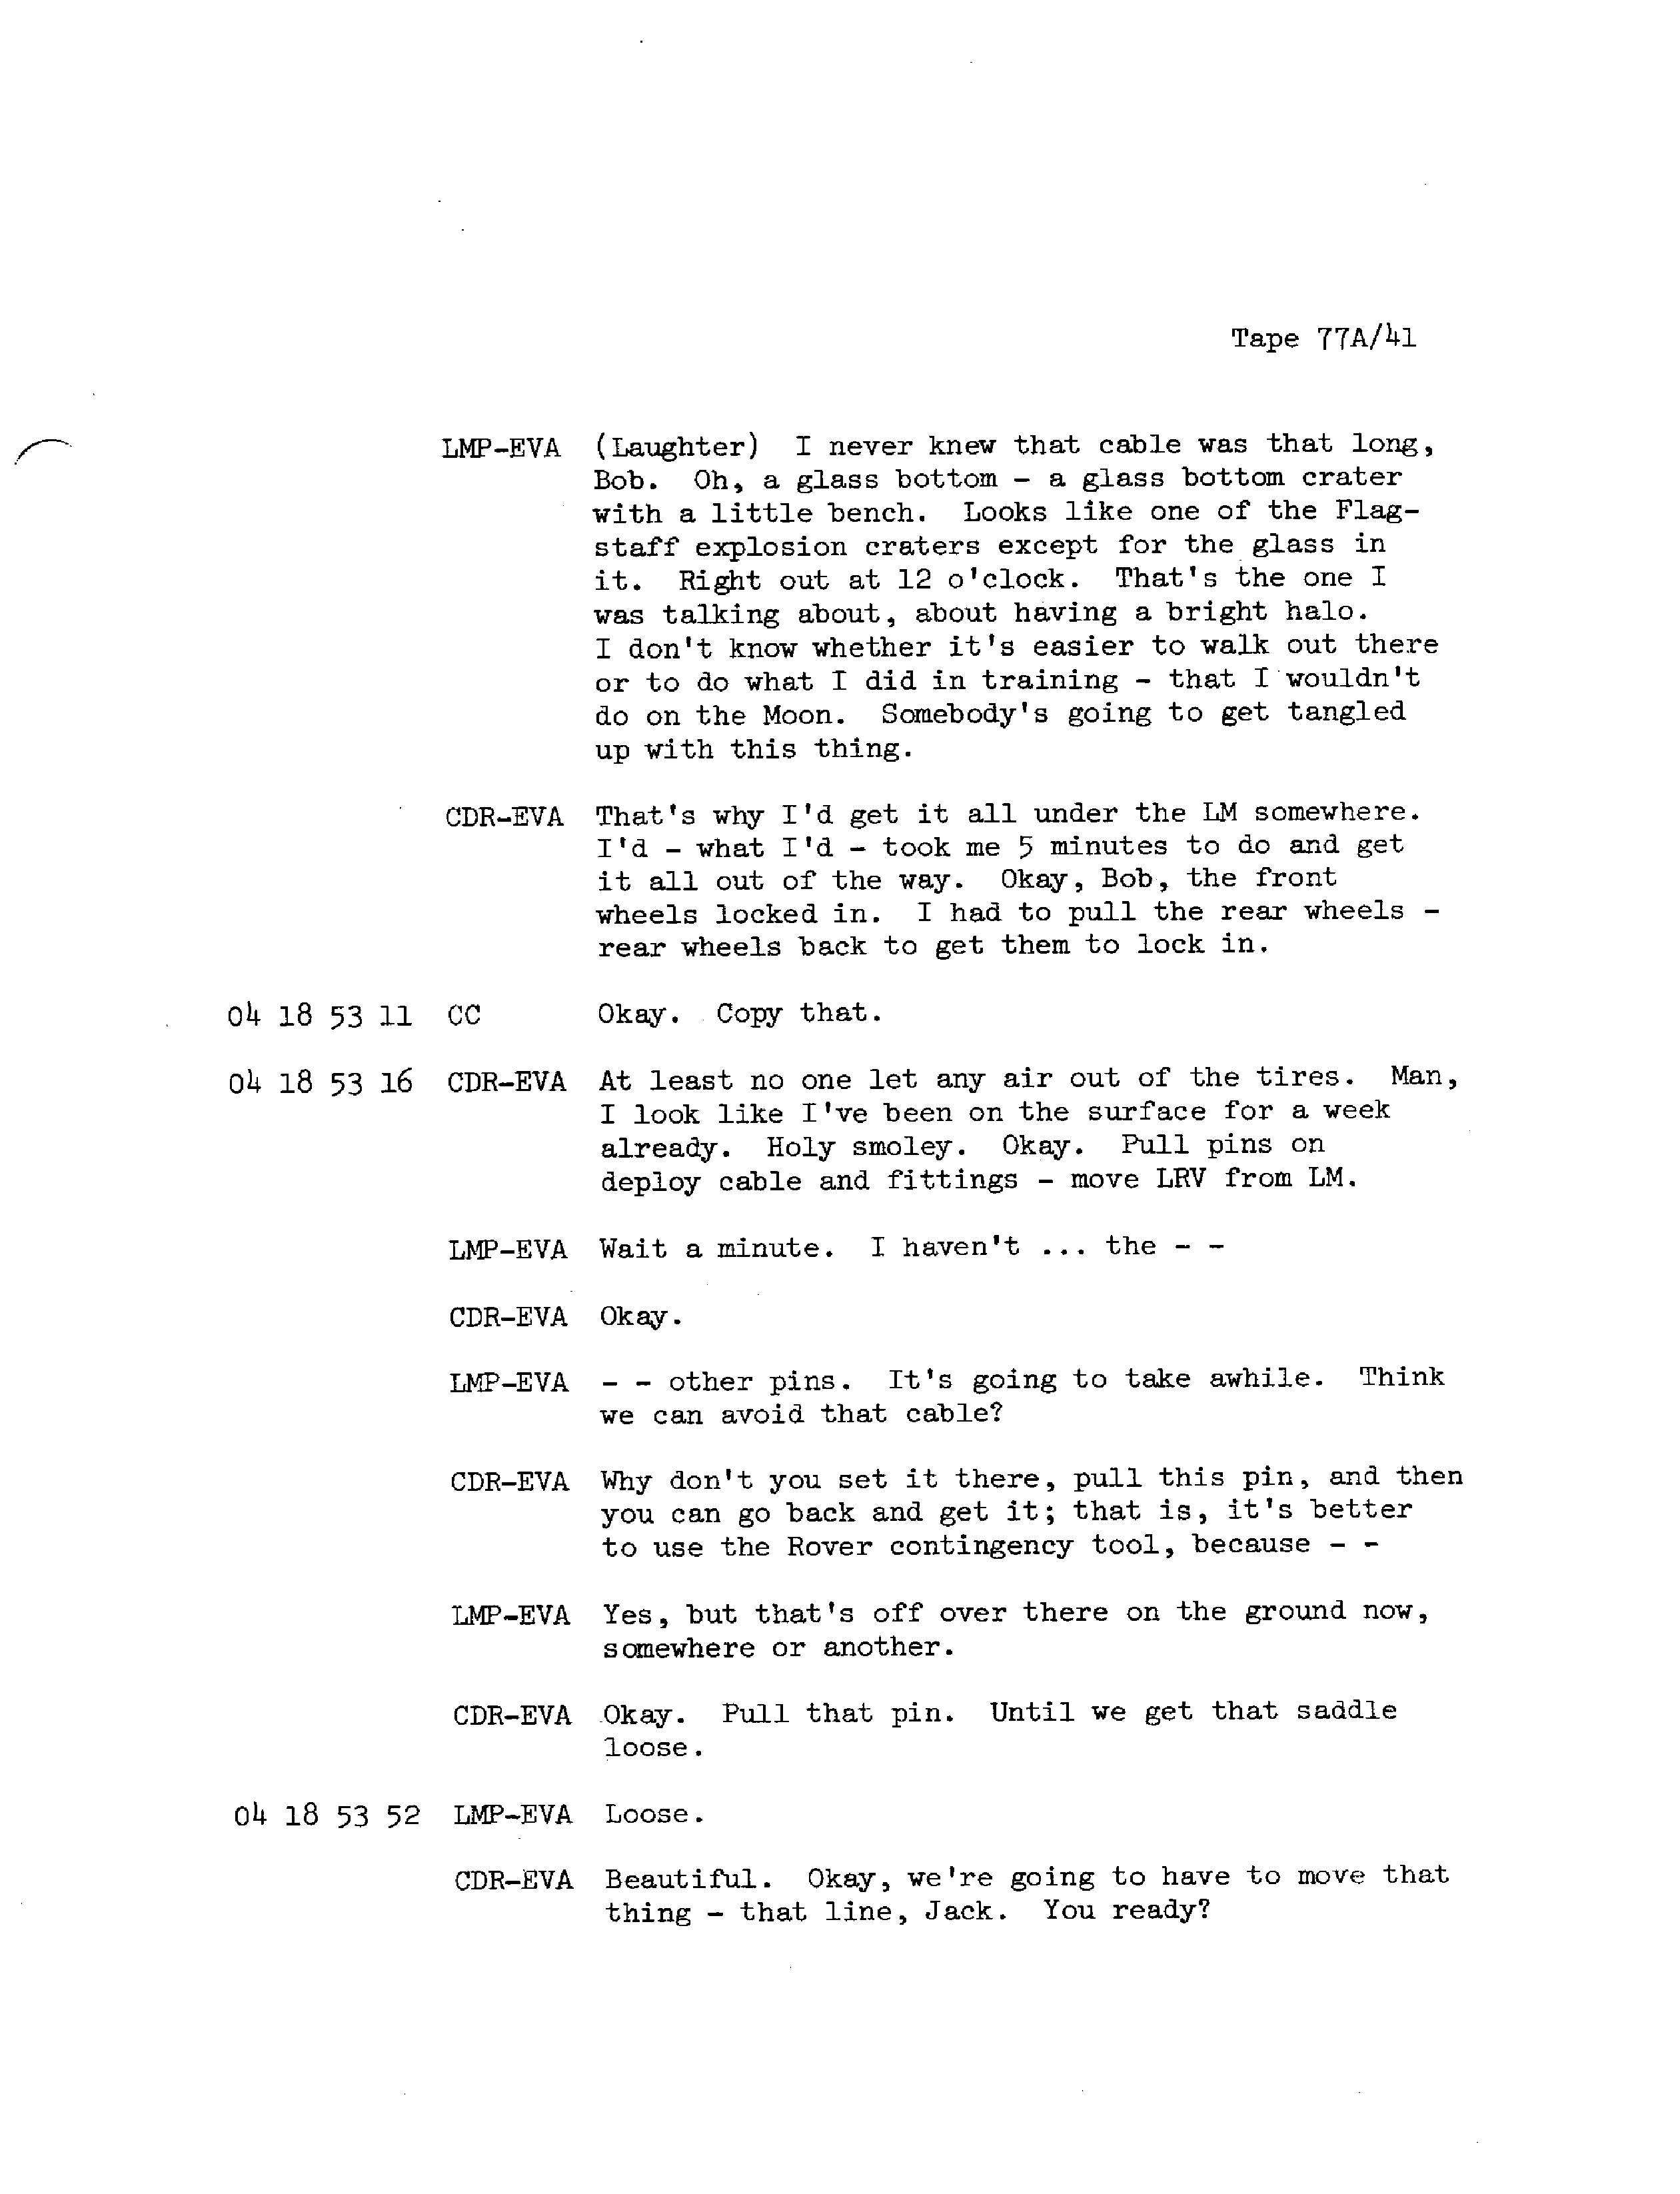 Tape 77A/41
LMP-EVA (Laughter) I never knew that cable was that long,
Bob. Oh, a glass bottom - a glass bottom crater
with a little bench. Looks like one of the Flag-
staff explosion craters except for the glass in
it. Right out at 12 o'clock. That's the one I
was talking about, about having a bright halo.
I don't know whether it's easier to walk out there
or to do what I did in training - that I wouldn't
do on the Moon. Somebody's going to get tangled
up with this thing.
CDR-EVA That's why I'd get it all under the LM somewhere.
I'd - what I'd - took me 5 minutes to do and get
it all out of the way. Okay, Bob, the front
wheels locked in. I had to pull the rear wheels -
rear wheels back to get them to lock in.
04 18 53 11 CC Okay. Copy that.
04 18 53 16 CDR-EVA At least no one let any air out of the tires. Man,
I look like I've been on the surface for a week
already. Holy smoley. Okay. Pull pins on
deploy cable and fittings - move LRV from LM.
LMP-EVA Wait a minute. I haven't ... the - -
CDR-EVA Okay.
LMP-EVA - - other pins. It's going to take awhile. Think
we can avoid that cable?
CDR-EVA Why don't you set it there, pull this pin, and then
you can go back and get it; that is, it's better
to use the Rover contingency tool, because - -
LMP-EVA Yes, but that's off over there on the ground now,
somewhere or another.
CDR-EVA Okay. Pull that pin. Until we get that saddle
loose.
04 18 53 52 LMP-EVA Loose.
CDR-EVA Beautiful. Okay, we're going to have to move that
thing - that line, Jack. You ready?